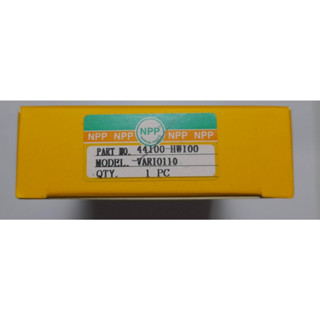 NPP
NPP NPP NPP NPP
PART NO. 44100-HW100
MODEL. -VARIO110
QTY. 1 PC